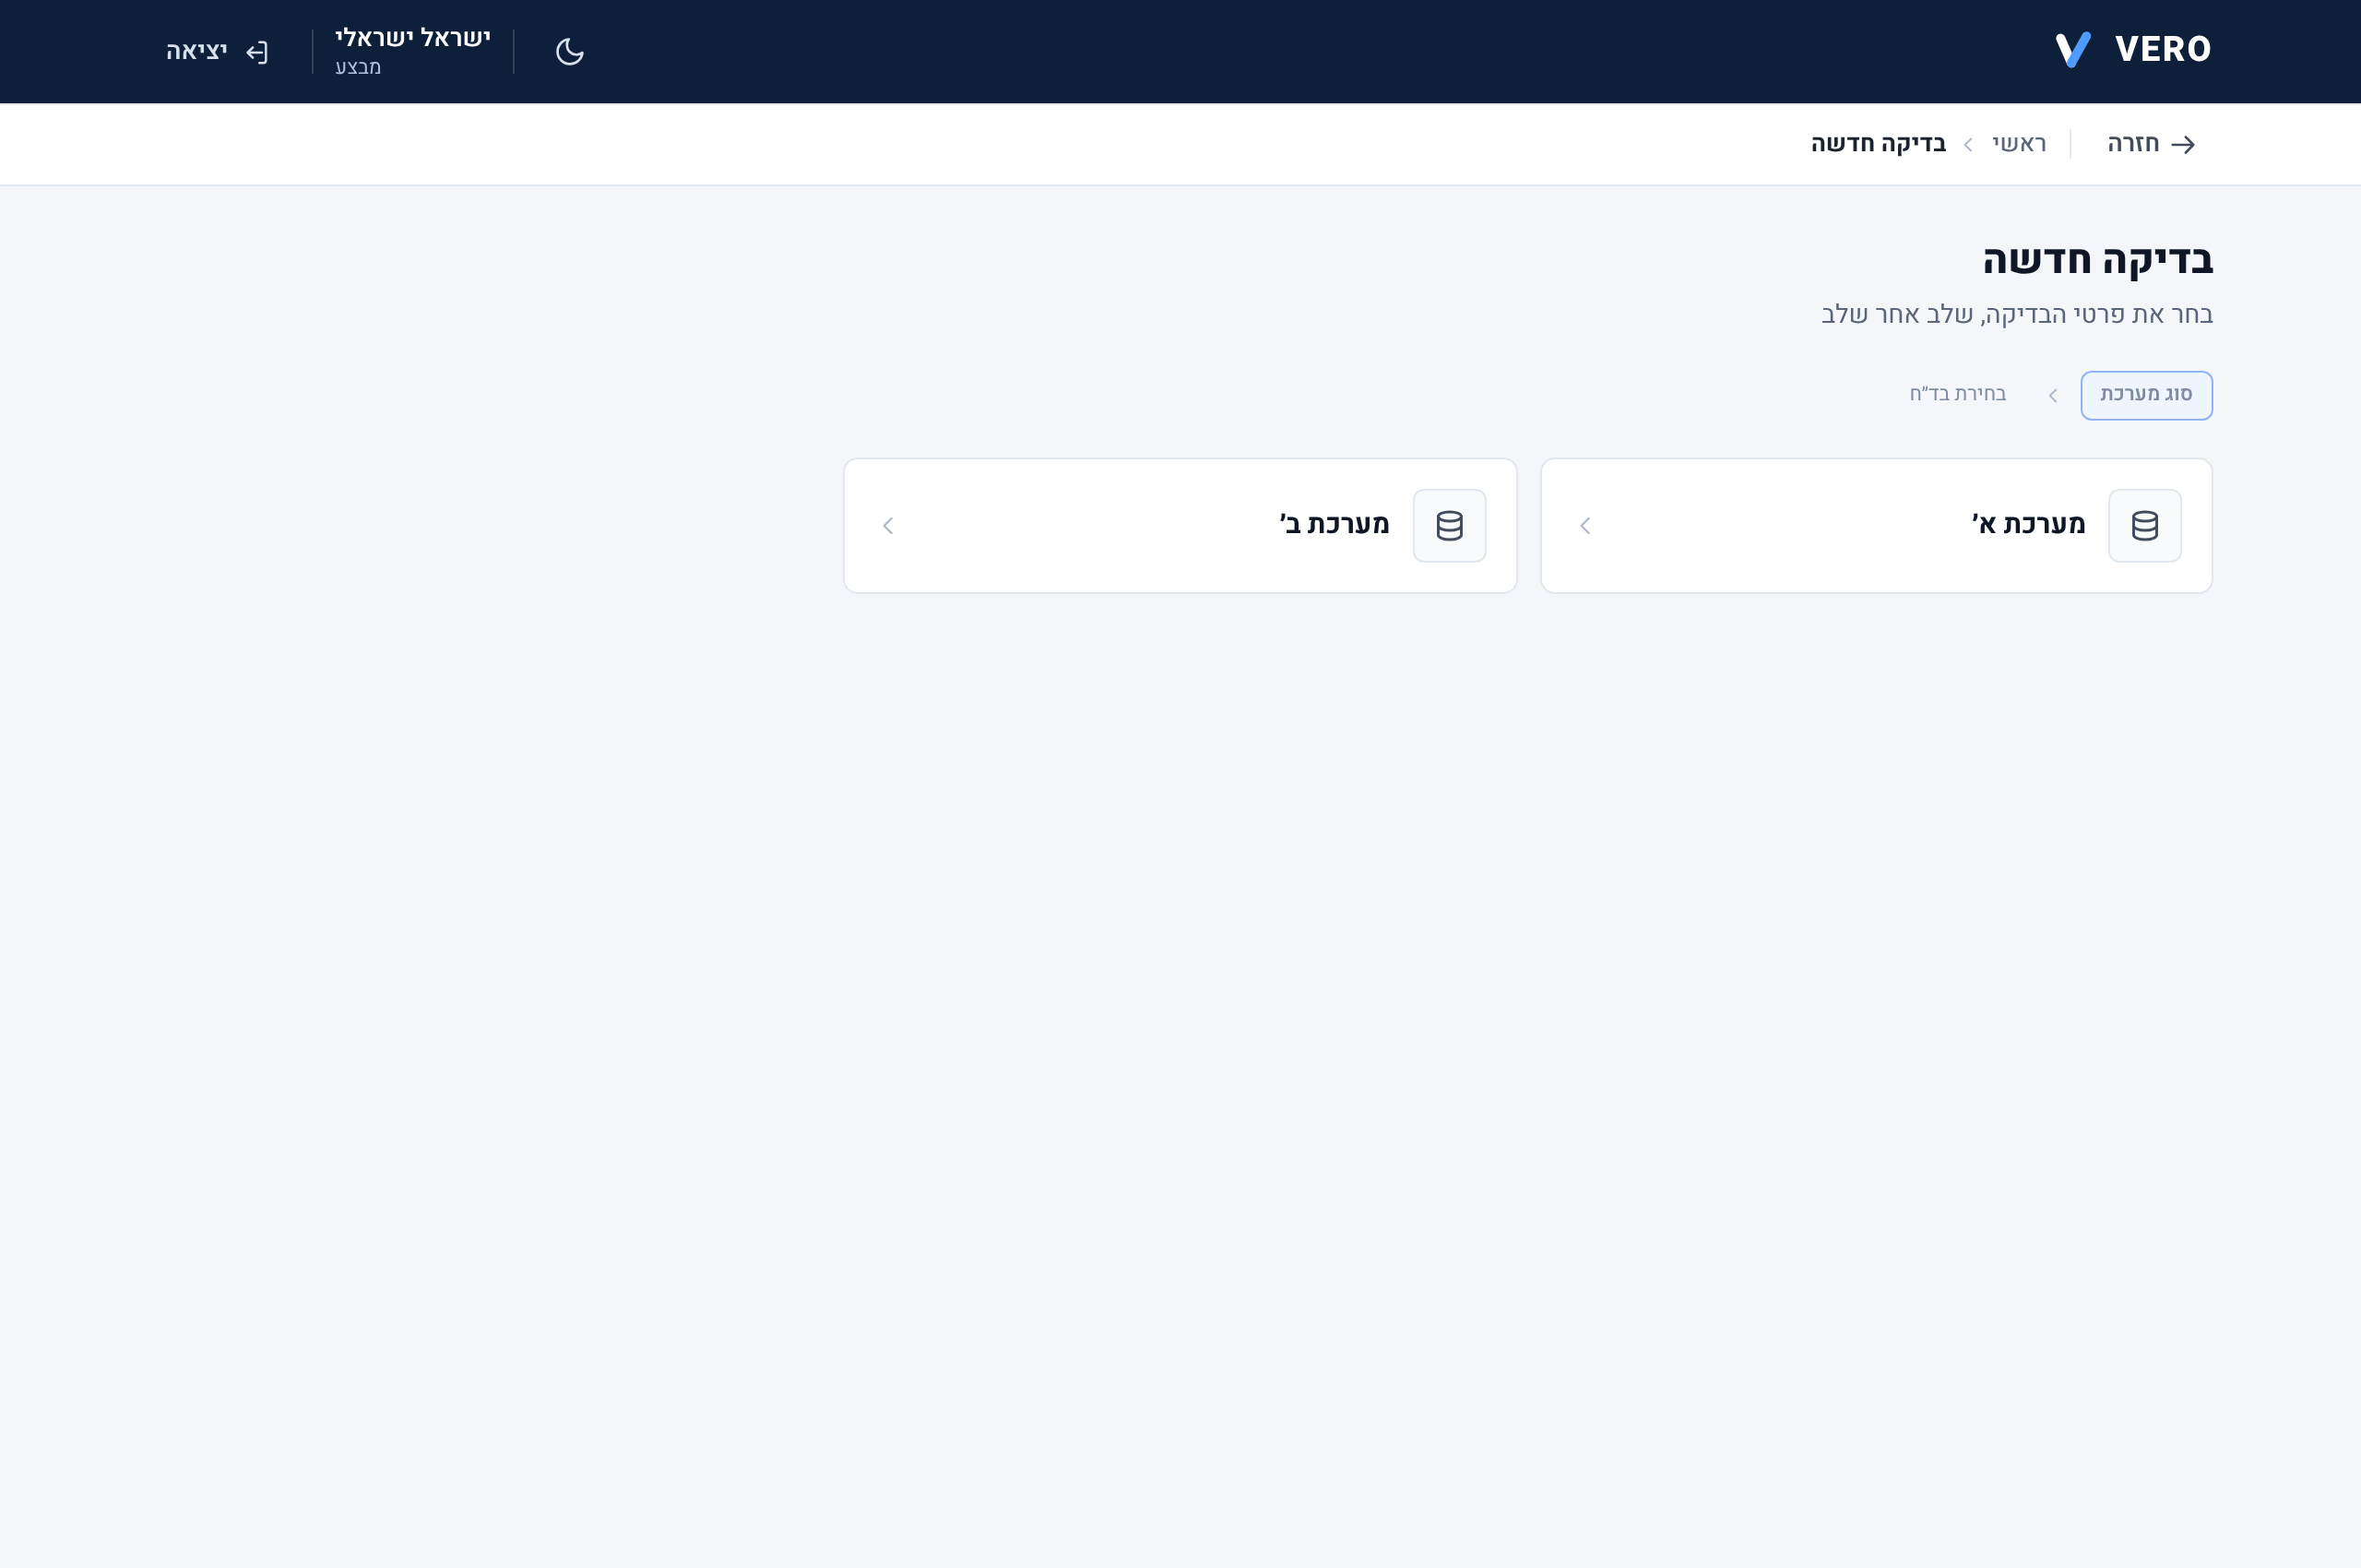 VERO
ישראל ישראלי
מבצע
יציאה
חזרה
ראשי
בדיקה חדשה
בדיקה חדשה
בחר את פרטי הבדיקה, שלב אחר שלב
סוג מערכת
בחירת בד״ח
מערכת א׳
מערכת ב׳